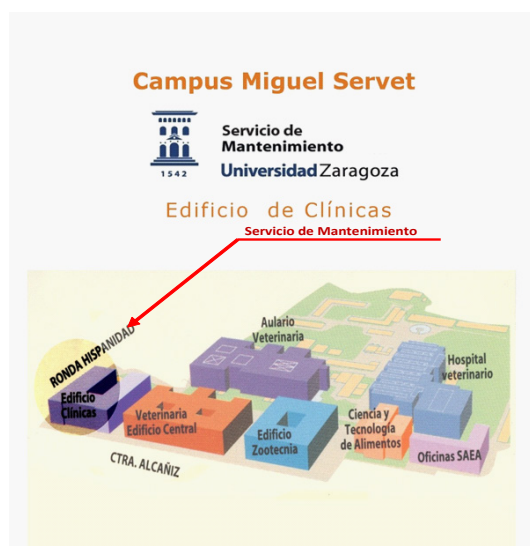 Campus Miguel Servet
Servicio de
Mantenimiento
1542
Universidad Zaragoza
Edificio de Clínicas
Servicio de Mantenimiento
RONDA HISPANIDAD
Aulario
Veterinaria
Hospital
veterinario
Edificio
Clínicas
Veterinaria
Edificio Central
Edificio
Zootecnia
Ciencia y
Tecnología
de Alimentos
Oficinas SAEA
CTRA. ALCAÑIZ